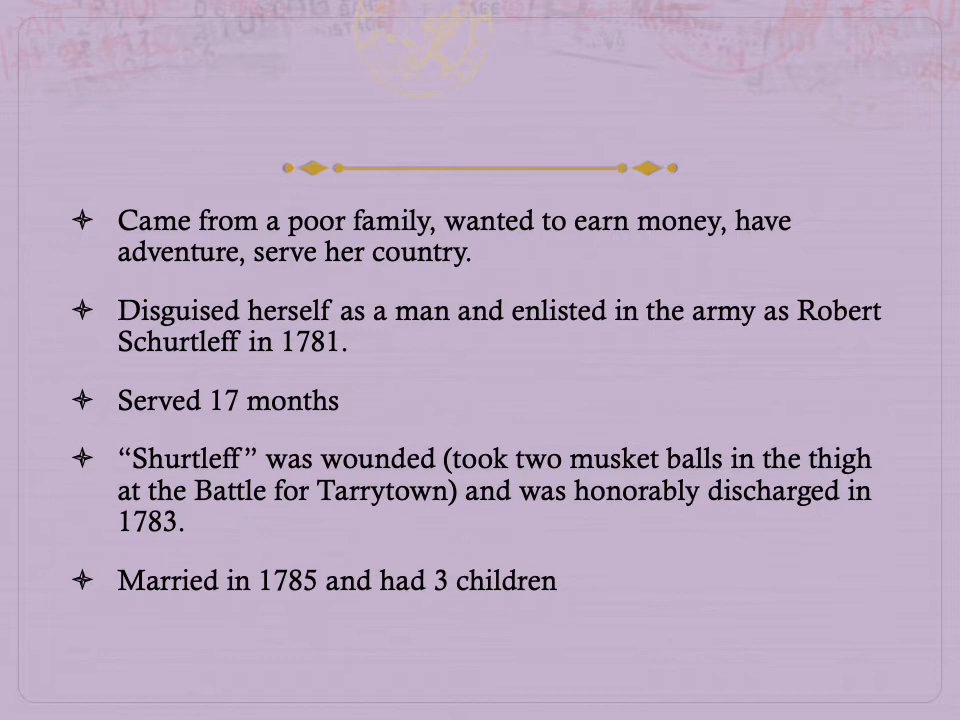 Came from a poor family, wanted to earn money, have
adventure, serve her country.
Disguised herself as a man and enlisted in the army as Robert
Schurtleff in 1781.
Served 17 months
“Shurtleff” was wounded (took two musket balls in the thigh
at the Battle for Tarrytown) and was honorably discharged in
1783.
Married in 1785 and had 3 children